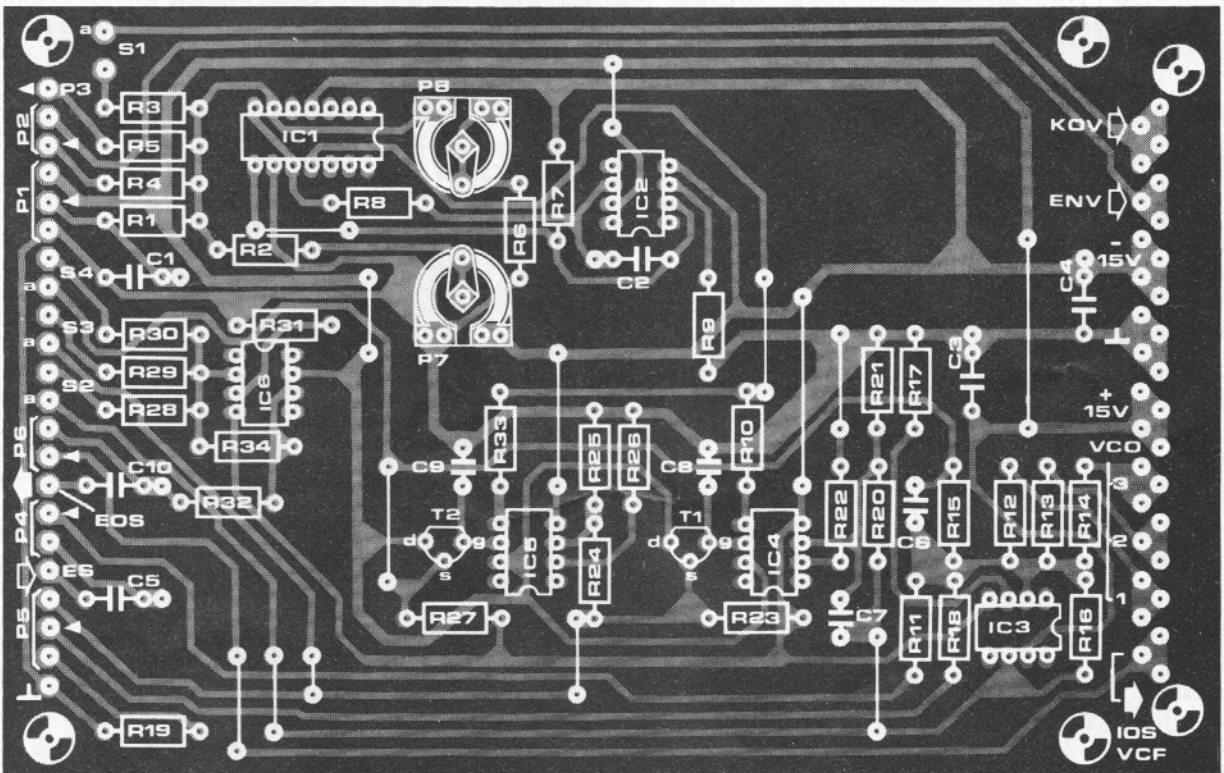 a
S1
P3
P2
P1
R3
R5
R4
R1
IC1
R8
R2
P8
P7
R6
R7
IC2
C2
KOV
ENV
-
15V
C4
S4
C1
a
S3
a
S2
a
R30
R29
R28
R31
IC6
R34
R32
R9
R21
R17
C3
+
15V
VCO
3
2
1
P6
C10
EOS
P4
ES
C5
P5
C9
R33
R25
R26
C8
R10
T2
d
g
s
IC5
R24
T1
d
g
s
IC4
R22
R20
C6
R15
R12
R13
R14
R27
R23
C7
R11
R18
IC3
R16
R19
IOS
VCF